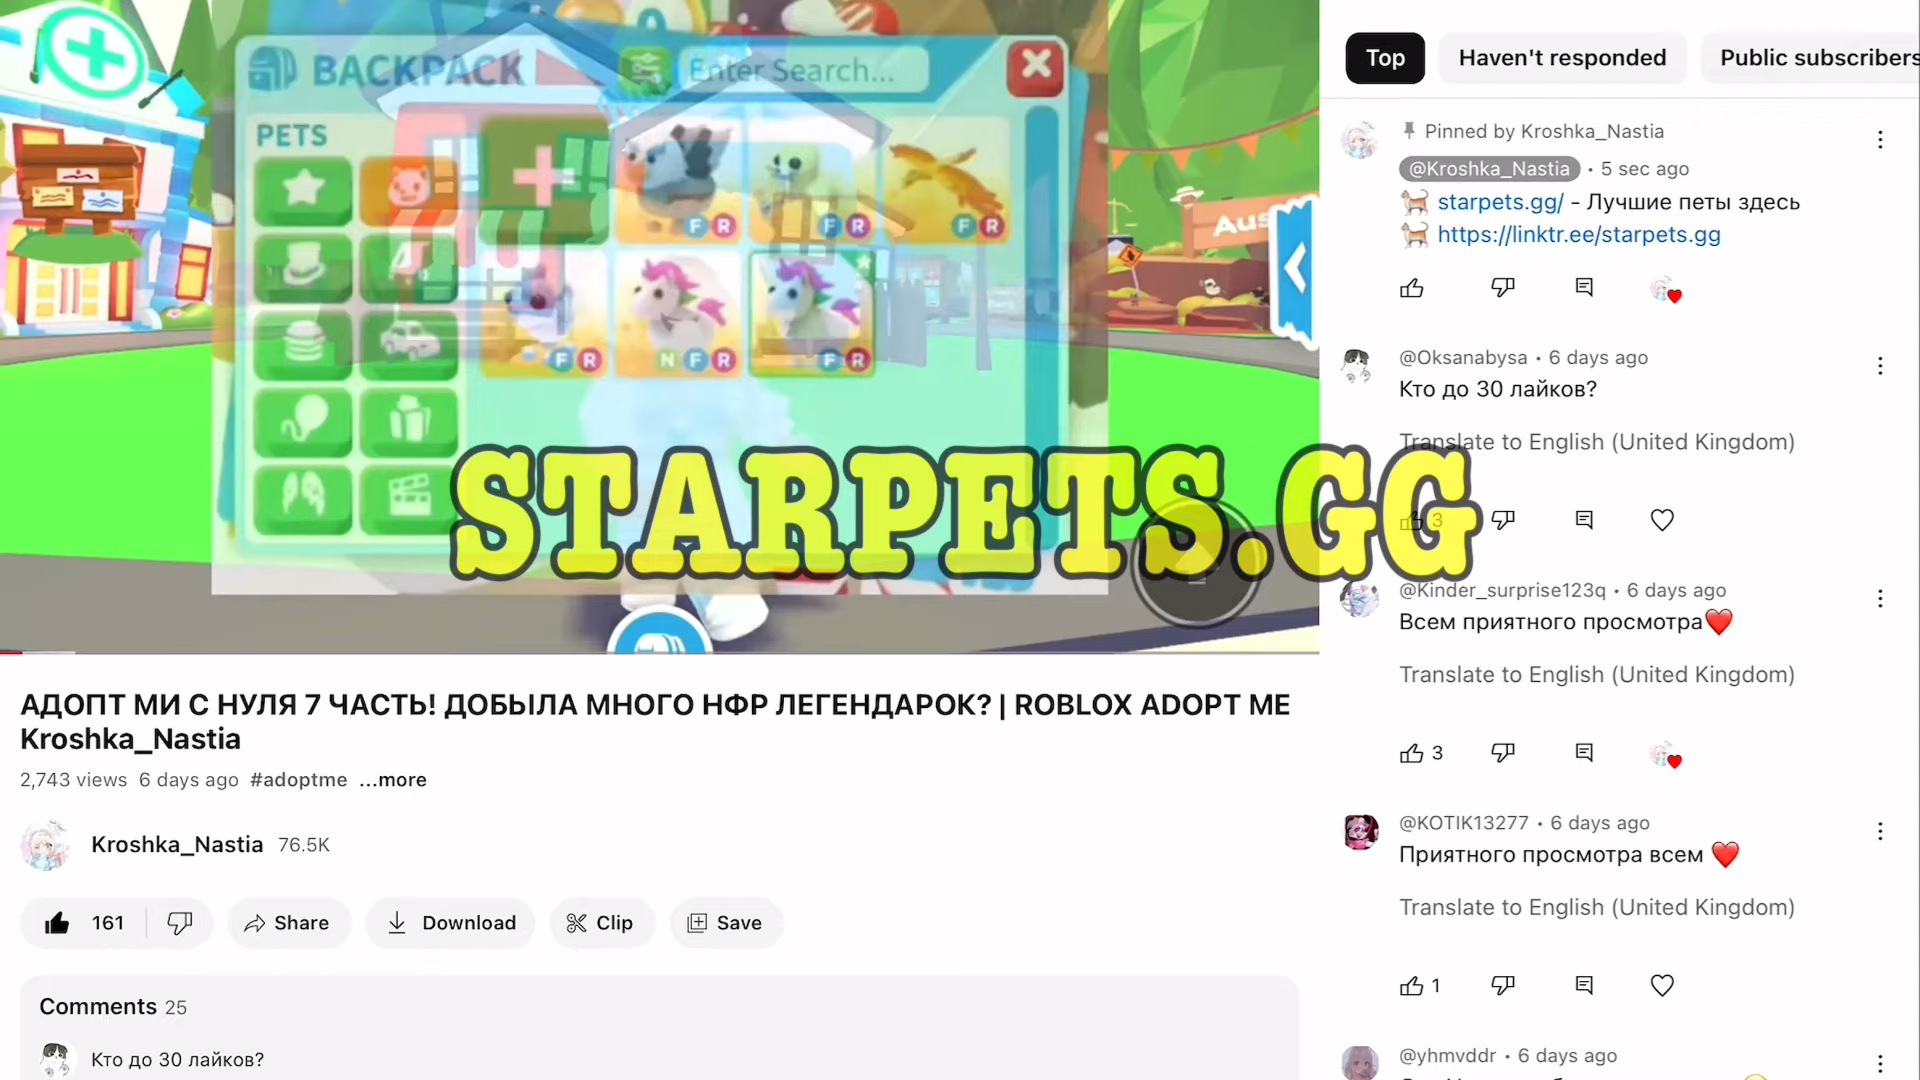 BACKPACK
Enter Search...
PETS
F R
F R
F R
F R
N F R
F R
Aus
STARPETS.GG
АДОПТ МИ С НУЛЯ 7 ЧАСТЬ! ДОБЫЛА МНОГО НФР ЛЕГЕНДАРОК? | ROBLOX ADOPT ME
Kroshka_Nastia
2,743 views 6 days ago #adoptme ...more
Kroshka_Nastia 76.5K
161
Share
Download
Clip
Save
Comments 25
Кто до 30 лайков?
Top
Haven't responded
Public subscribers
Pinned by Kroshka_Nastia
@Kroshka_Nastia • 5 sec ago
starpets.gg/ - Лучшие петы здесь
https://linktr.ee/starpets.gg
@Oksanabysa • 6 days ago
Кто до 30 лайков?
Translate to English (United Kingdom)
3
@Kinder_surprise123q • 6 days ago
Всем приятного просмотра❤️
Translate to English (United Kingdom)
3
@KOTIK13277 • 6 days ago
Приятного просмотра всем ❤️
Translate to English (United Kingdom)
1
@yhmvddr • 6 days ago